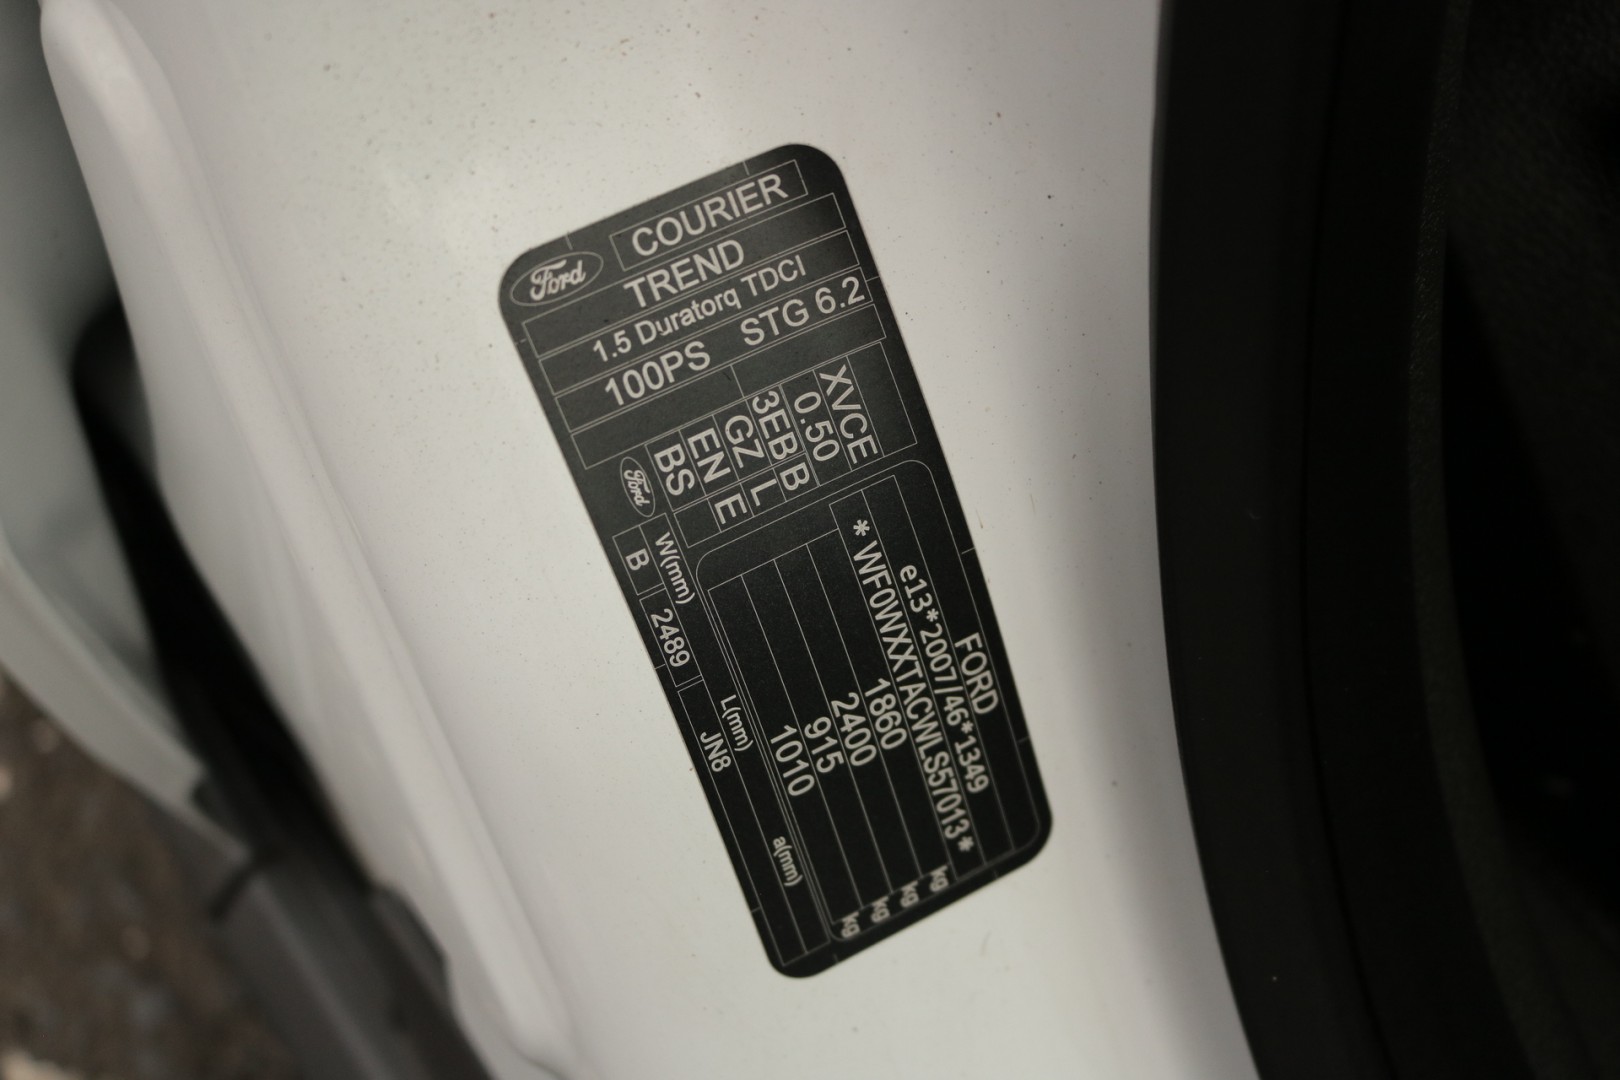 Ford
COURIER
TREND
1.5 Duratorq TDCI
100PS STG 6.2
XVCE
0.50
3EB B
GZ L
EN E
BS
FORD
e13*2007/46*1349
*WF0WXXTACWLS57013*
1860 kg
2400 kg
915 kg
1010 kg
Ford
W(mm) L(mm) a(mm)
B 2489 JN8